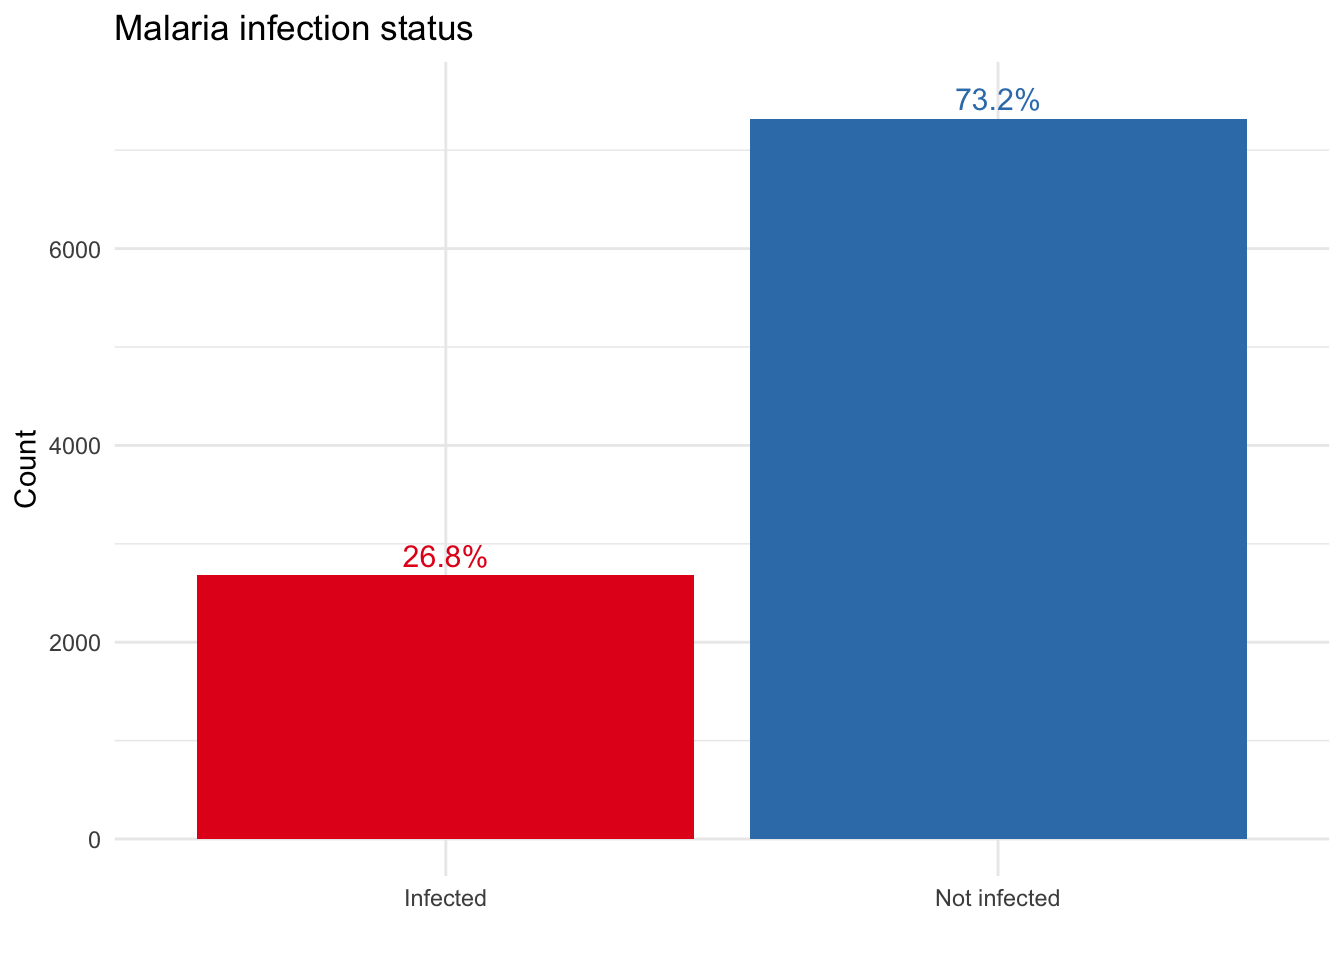 Malaria infection status
73.2%
6000
Count
4000
26.8%
2000
0
Infected
Not infected